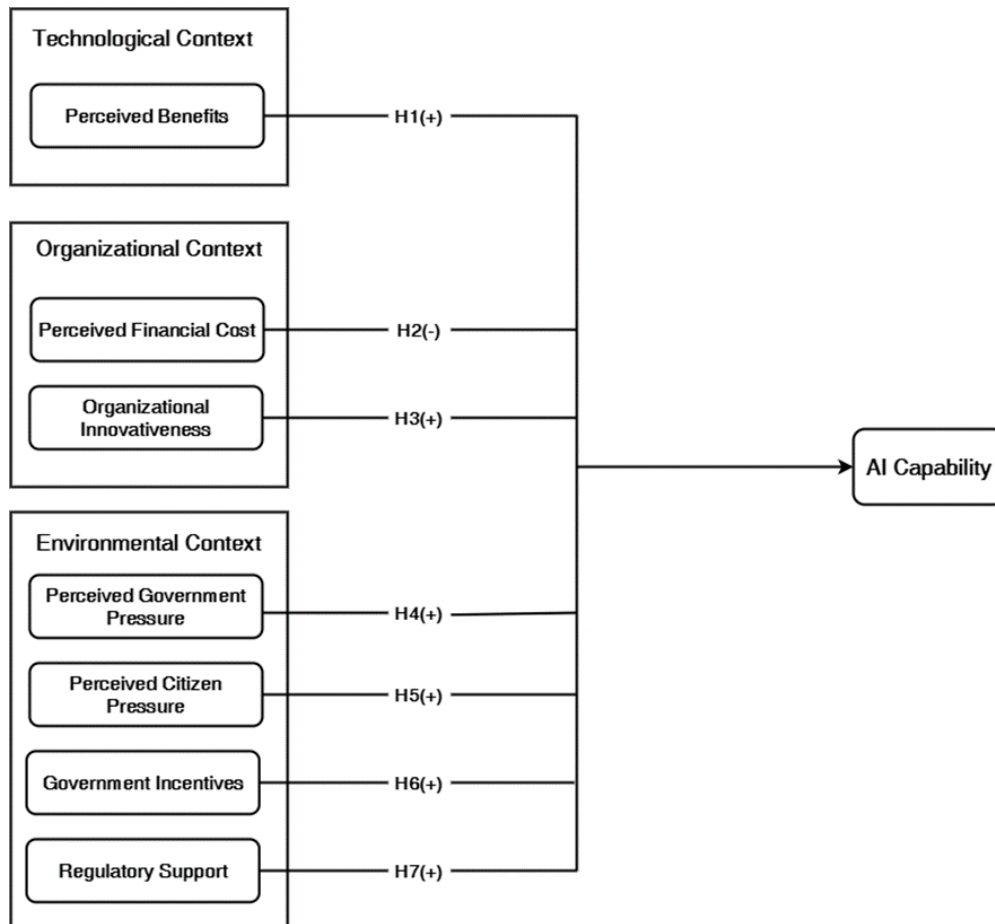 Technological Context
Perceived Benefits
H1(+)
Organizational Context
Perceived Financial Cost
H2(-)
Organizational
Innovativeness
H3(+)
AI Capability
Environmental Context
Perceived Government
Pressure
H4(+)
Perceived Citizen
Pressure
H5(+)
Government Incentives
H6(+)
Regulatory Support
H7(+)